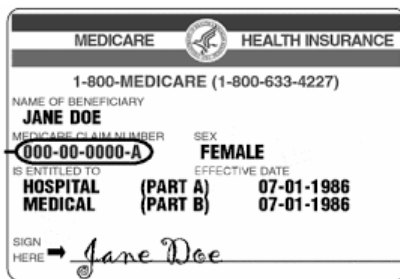 MEDICARE HEALTH INSURANCE
1-800-MEDICARE (1-800-633-4227)
NAME OF BENEFICIARY
JANE DOE
MEDICARE CLAIM NUMBER SEX
000-00-0000-A FEMALE
IS ENTITLED TO EFFECTIVE DATE
HOSPITAL (PART A) 07-01-1986
MEDICAL (PART B) 07-01-1986
SIGN
HERE Jane Doe